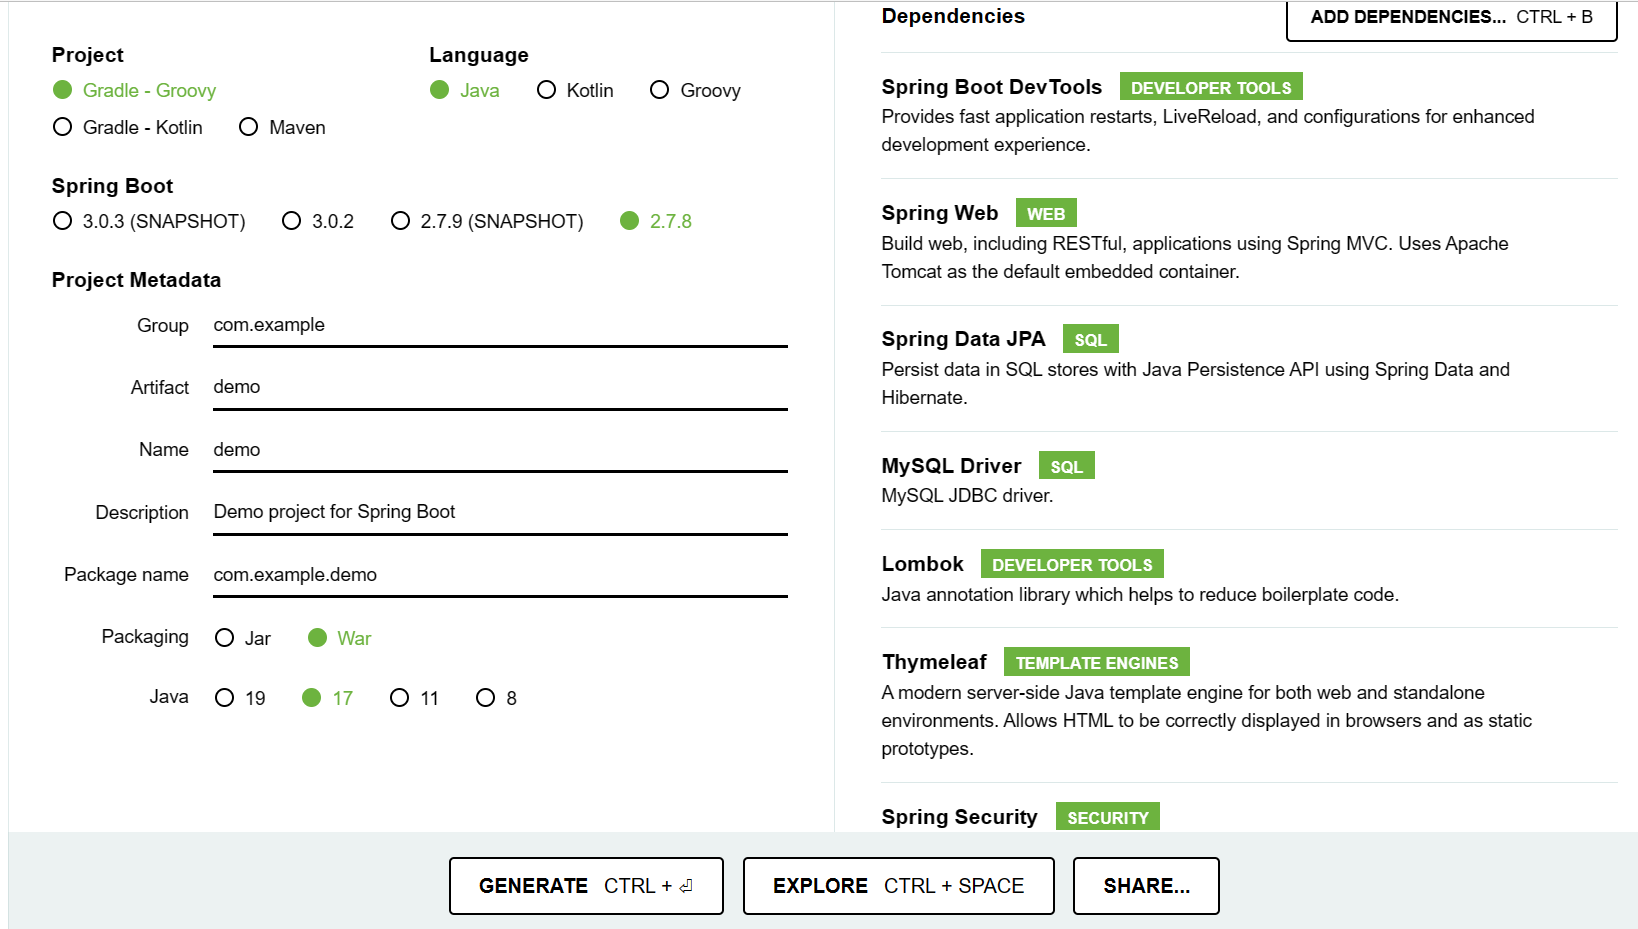 Project
Gradle - Groovy
Gradle - Kotlin Maven
Language
Java Kotlin Groovy
Spring Boot
3.0.3 (SNAPSHOT) 3.0.2 2.7.9 (SNAPSHOT) 2.7.8
Project Metadata
Group com.example
Artifact demo
Name demo
Description Demo project for Spring Boot
Package name com.example.demo
Packaging Jar War
Java 19 17 11 8
Dependencies
ADD DEPENDENCIES... CTRL + B
Spring Boot DevTools DEVELOPER TOOLS
Provides fast application restarts, LiveReload, and configurations for enhanced
development experience.
Spring Web WEB
Build web, including RESTful, applications using Spring MVC. Uses Apache
Tomcat as the default embedded container.
Spring Data JPA SQL
Persist data in SQL stores with Java Persistence API using Spring Data and
Hibernate.
MySQL Driver SQL
MySQL JDBC driver.
Lombok DEVELOPER TOOLS
Java annotation library which helps to reduce boilerplate code.
Thymeleaf TEMPLATE ENGINES
A modern server-side Java template engine for both web and standalone
environments. Allows HTML to be correctly displayed in browsers and as static
prototypes.
Spring Security SECURITY
GENERATE CTRL + ⏎
EXPLORE CTRL + SPACE
SHARE...